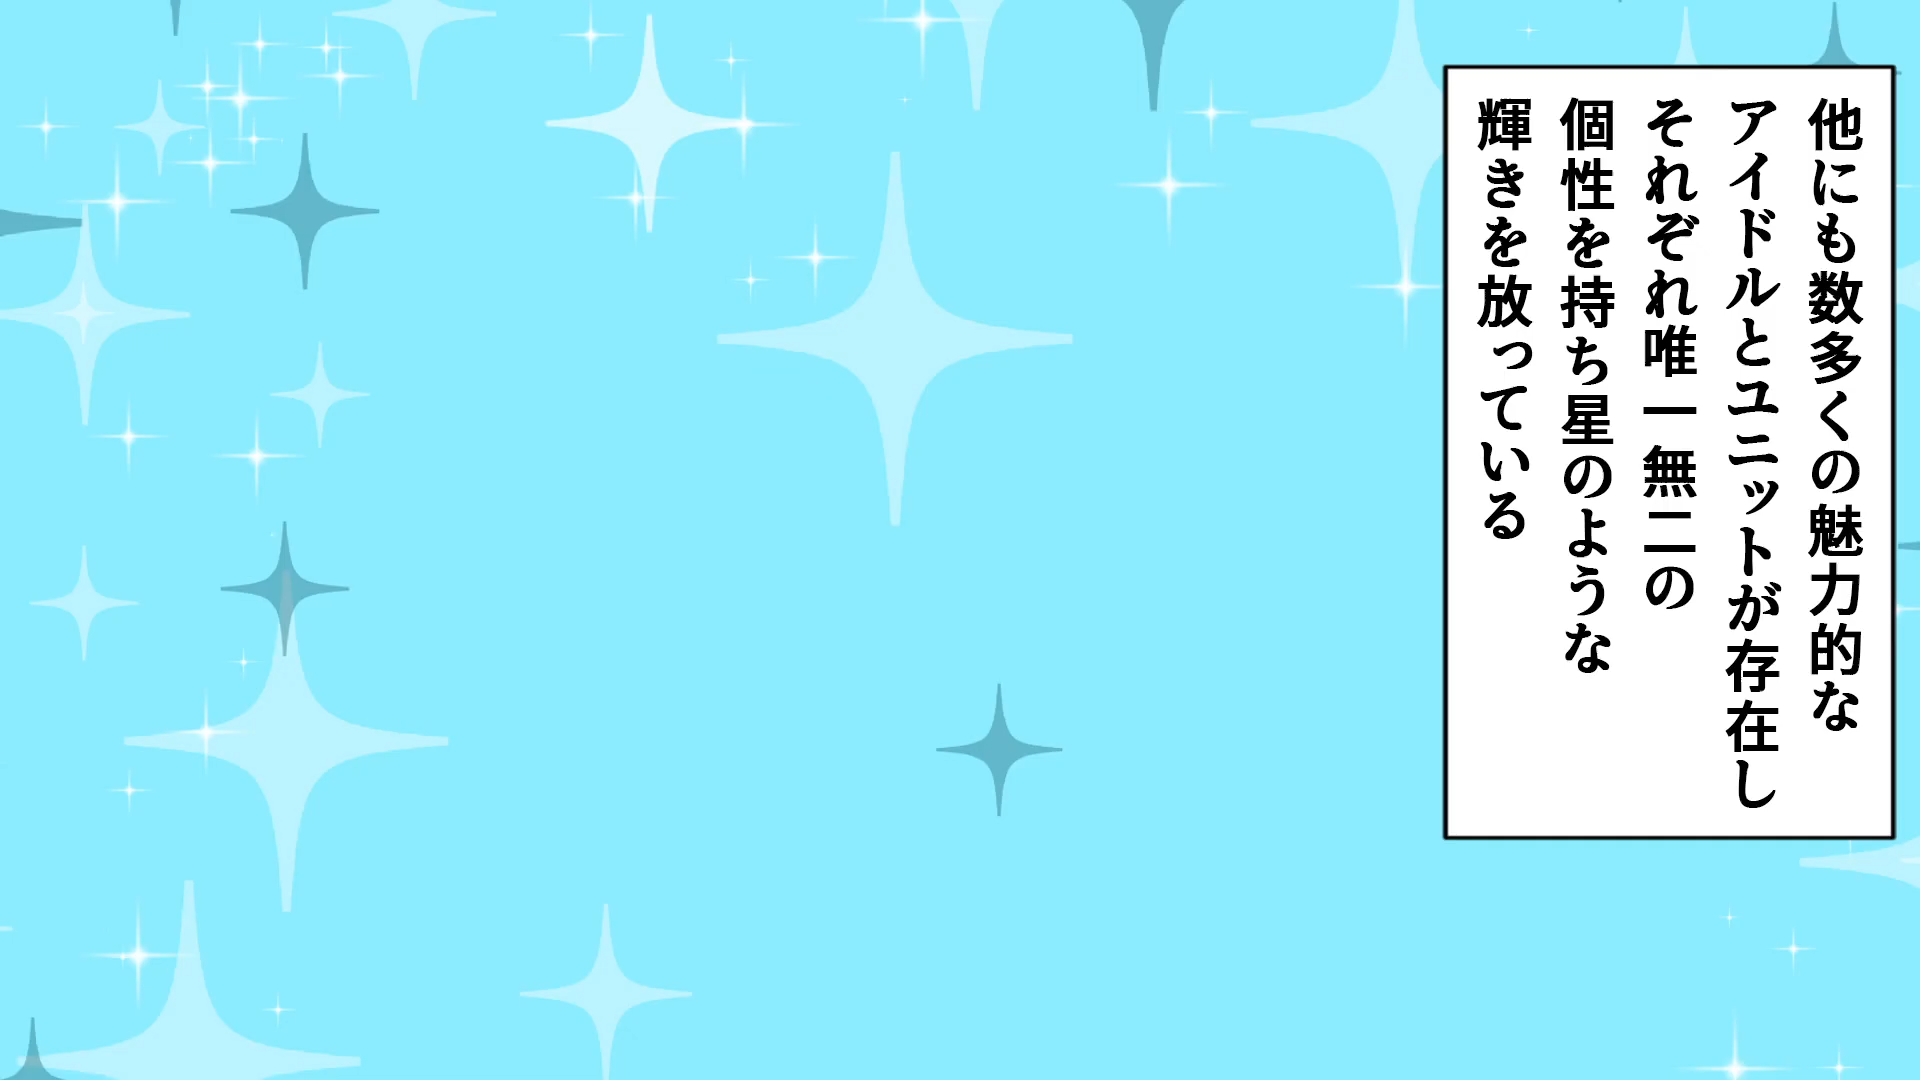 他にも数多くの魅力的な
アイドルとユニットが存在し
それぞれ唯一無二の
個性を持ち星のような
輝きを放っている